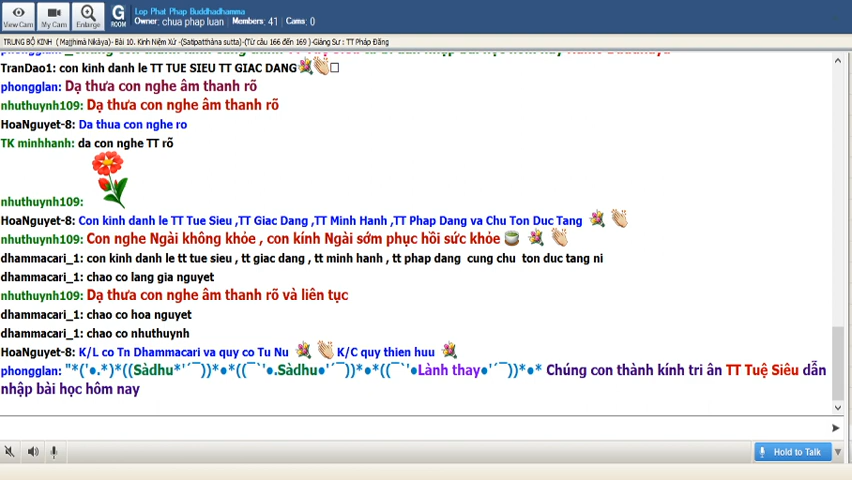 View Cam
My Cam
Enlarge
G
ROOM
Lop Phat Phap Buddhadhamma
Owner: chua phap luan | Members: 41 | Cams: 0
TRUNG BỘ KINH (Majjhimà Nikàya)- Bài 10. Kinh Niệm Xứ -(Satipatthàna sutta)-(Từ câu 166 đến 169 )-Giảng Sư : TT Pháp Đăng
TranDao1: con kinh danh le TT TUE SIEU TT GIAC DANG
phongglan: Dạ thưa con nghe âm thanh rõ
nhuthuynh109: Dạ thưa con nghe âm thanh rõ
HoaNguyet-8: Da thua con nghe ro
TK minhhanh: da con nghe TT rõ
nhuthuynh109:
HoaNguyet-8: Con kinh danh le TT Tue Sieu ,TT Giac Dang ,TT Minh Hanh ,TT Phap Dang va Chu Ton Duc Tang
nhuthuynh109: Con nghe Ngài không khỏe , con kính Ngài sớm phục hồi sức khỏe
dhammacari_1: con kinh danh le tt tue sieu , tt giac dang , tt minh hanh , tt phap dang cung chu ton duc tang ni
dhammacari_1: chao co lang gia nguyet
nhuthuynh109: Dạ thưa con nghe âm thanh rõ và liên tục
dhammacari_1: chao co hoa nguyet
dhammacari_1: chao co nhuthuynh
HoaNguyet-8: K/L co Tn Dhammacari va quy co Tu Nu K/C quy thien huu
phongglan: "*('●.*)*((Sàdhu*'´¯))*●*((¯`'●.Sàdhu●'´¯))*●*((¯`'●Lành thay●'´¯))*●* Chúng con thành kính tri ân TT Tuệ Siêu dẫn
nhập bài học hôm nay
Hold to Talk